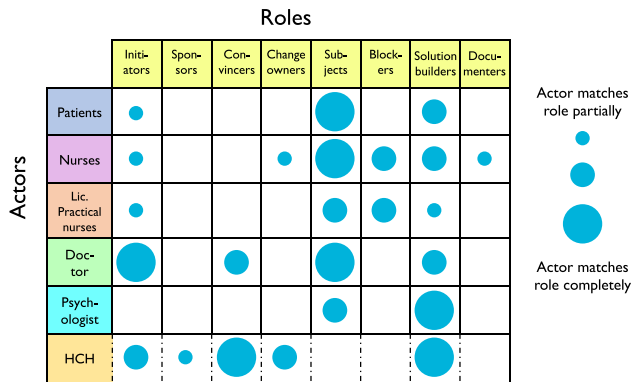 Roles
Initi-
ators
Spon-
sors
Con-
vincers
Change
owners
Sub-
jects
Block-
ers
Solution
builders
Docu-
menters
Actors
Patients
Nurses
Lic.
Practical
nurses
Doc-
tor
Psych-
ologist
HCH
Actor matches
role partially
Actor matches
role completely